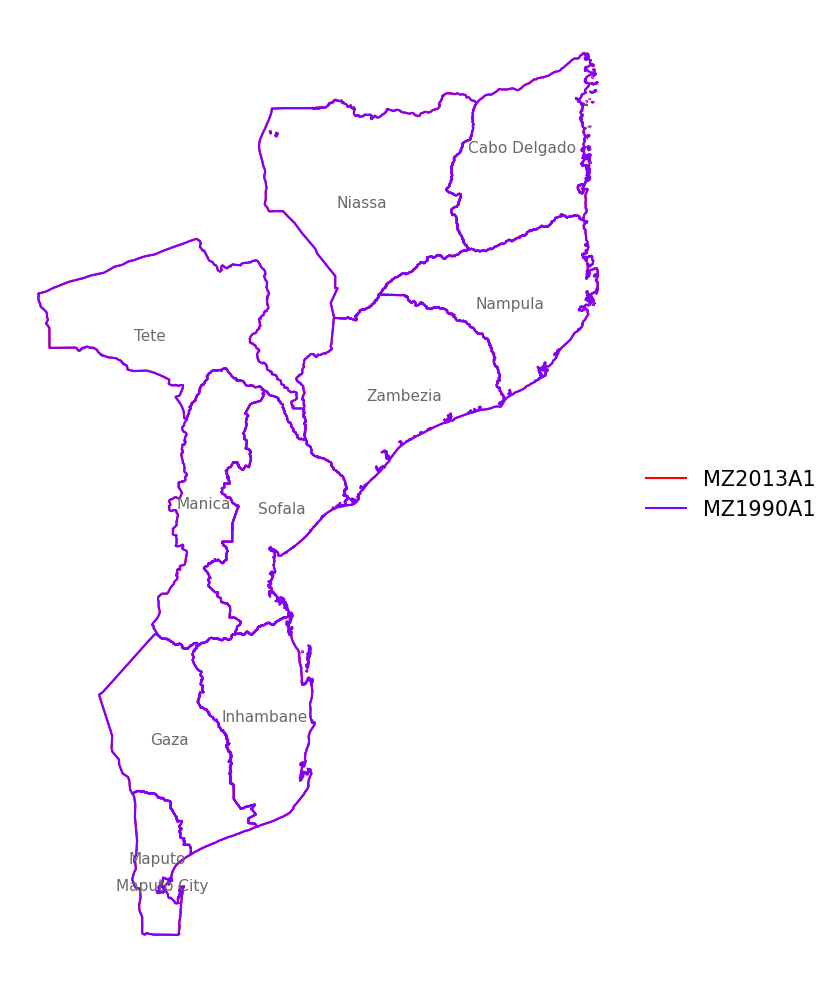 Cabo Delgado
Niassa
Nampula
Tete
Zambezia
Manica
Sofala
MZ2013A1
MZ1990A1
Inhambane
Gaza
Maputo
Maputo City